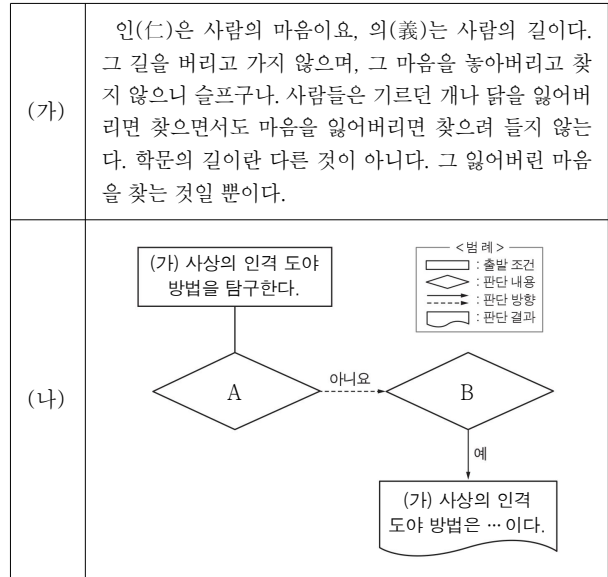 (가)
인(仁)은 사람의 마음이요, 의(義)는 사람의 길이다.
그 길을 버리고 가지 않으며, 그 마음을 놓아버리고 찾
지 않으니 슬프구나. 사람들은 기르던 개나 닭을 잃어버
리면 찾으면서도 마음을 잃어버리면 찾으려 들지 않는
다. 학문의 길이란 다른 것이 아니다. 그 잃어버린 마음
을 찾는 것일 뿐이다.
(나)
(가) 사상의 인격 도야
방법을 탐구한다.
<범 례>
: 출발 조건
: 판단 내용
: 판단 방향
: 판단 결과
A
아니요
B
예
(가) 사상의 인격
도야 방법은 …이다.